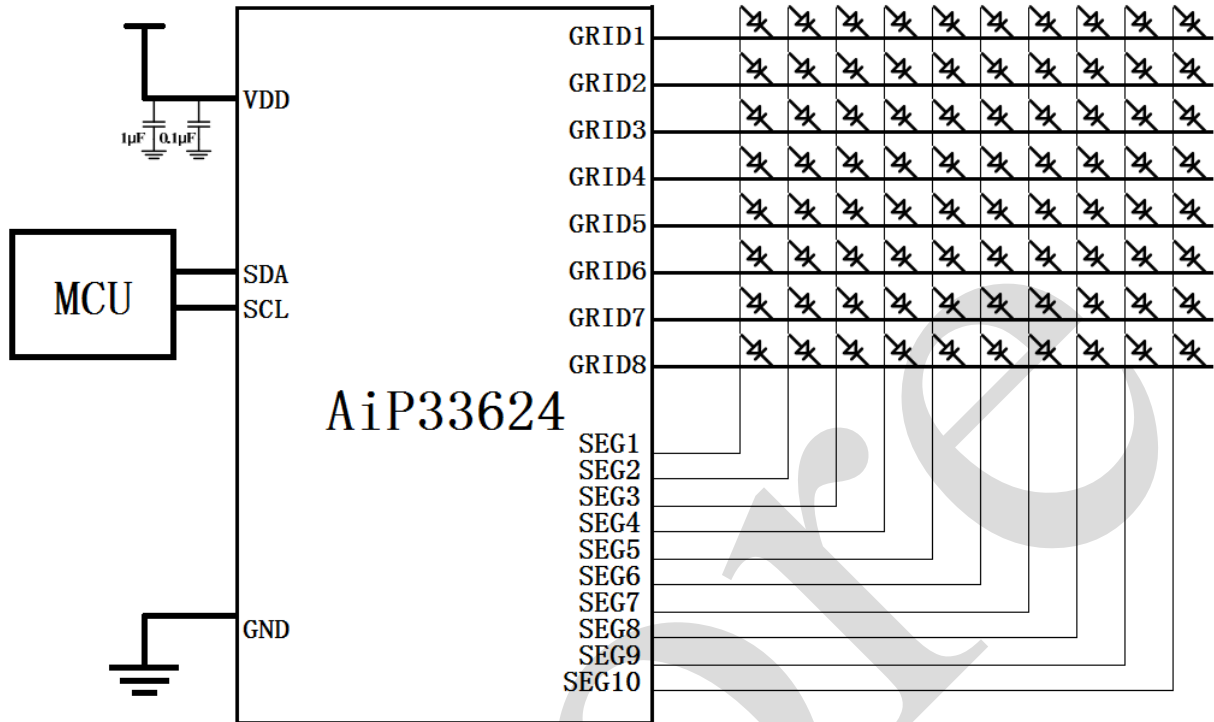 GRID1
GRID2
VDD
1μF 0.1μF
GRID3
GRID4
GRID5
MCU
SDA
GRID6
SCL
GRID7
GRID8
AiP33624
SEG1
SEG2
SEG3
SEG4
SEG5
SEG6
SEG7
GND
SEG8
SEG9
SEG10